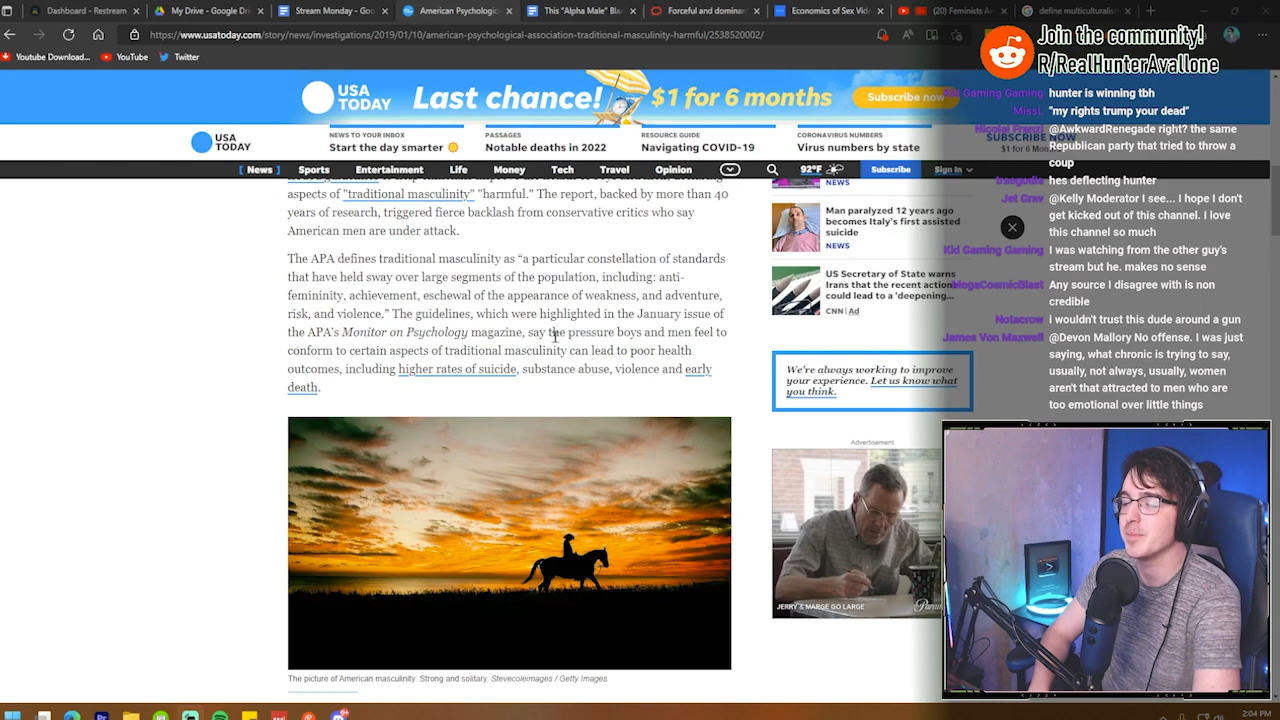 Dashboard - Restream
My Drive - Google Dri
Stream Monday - Goo
American Psychologic
This "Alpha Male" Bla
Forceful and dominan
Economics of Sex Vid
(20) Feminists A
define multiculturalis
https://www.usatoday.com/story/news/investigations/2019/01/10/american-psychological-association-traditional-masculinity-harmful/2538520002/
Youtube Download...
YouTube
Twitter
USA
TODAY
Last chance!
$1 for 6 months
Subscribe now
USA
TODAY
NEWS TO YOUR INBOX
Start the day smarter
PASSAGES
Notable deaths in 2022
RESOURCE GUIDE
Navigating COVID-19
CORONAVIRUS NUMBERS
Virus numbers by state
SUBSCRIBE NOW
$1 for 6 Mon
[ News ]
Sports
Entertainment
Life
Money
Tech
Travel
Opinion
92°F
Subscribe
Sign In
aspects of "traditional masculinity" "harmful." The report, backed by more than 40
years of research, triggered fierce backlash from conservative critics who say
American men are under attack.
The APA defines traditional masculinity as “a particular constellation of standards
that have held sway over large segments of the population, including: anti-
femininity, achievement, eschewal of the appearance of weakness, and adventure,
risk, and violence.” The guidelines, which were highlighted in the January issue of
the APA's Monitor on Psychology magazine, say the pressure boys and men feel to
conform to certain aspects of traditional masculinity can lead to poor health
outcomes, including higher rates of suicide, substance abuse, violence and early
death.
The picture of American masculinity: Strong and solitary. Stevecoleimages / Getty Images
NEWS
Man paralyzed 12 years ago
becomes Italy's first assisted
suicide
NEWS
US Secretary of State warns
Iran that the recent actions
could lead to a 'deepening...
CNN | Ad
We're always working to improve
your experience. Let us know what
you think.
Advertisement
JERRY & MARGE GO LARGE
Join the community!
R/RealHunterAvallone
Kid Gaming Gaming hunter is winning tbh
MissL "my rights trump your dead"
Nicolai Franzi @AwkwardRenegade right? the same
Republican party that tried to throw a
coup
hes deflecting hunter
Jet Grav @Kelly Moderator I see... I hope I don't
get kicked out of this channel. I love
this channel so much
Kid Gaming Gaming I was watching from the other guy's
stream but he. makes no sense
MegaCosmicBlast Any source I disagree with is non
credible
Notacrow i wouldn't trust this dude around a gun
James Von Maxwell @Devon Mallory No offense. I was just
saying, what chronic is trying to say,
usually, not always, usually, women
aren't that attracted to men who are
too emotional over little things
2:04 PM